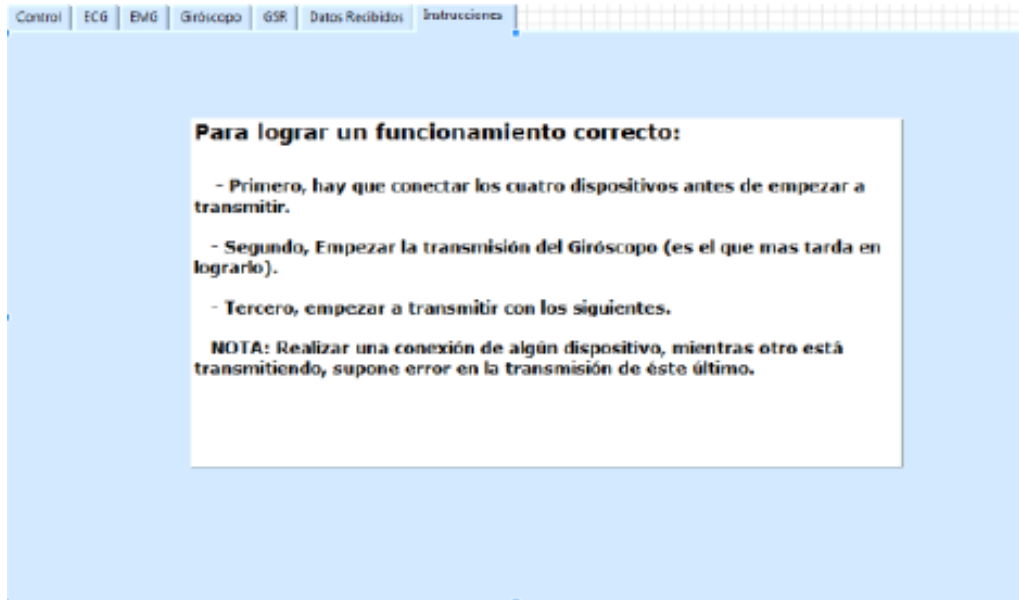 Control ECG EMG Giróscopo GSR Datos Recibidos Instrucciones
Para lograr un funcionamiento correcto:
- Primero, hay que conectar los cuatro dispositivos antes de empezar a
transmitir.
- Segundo, Empezar la transmisión del Giróscopo (es el que mas tarda en
lograrlo).
- Tercero, empezar a transmitir con los siguientes.
NOTA: Realizar una conexión de algún dispositivo, mientras otro está
transmitiendo, supone error en la transmisión de éste último.